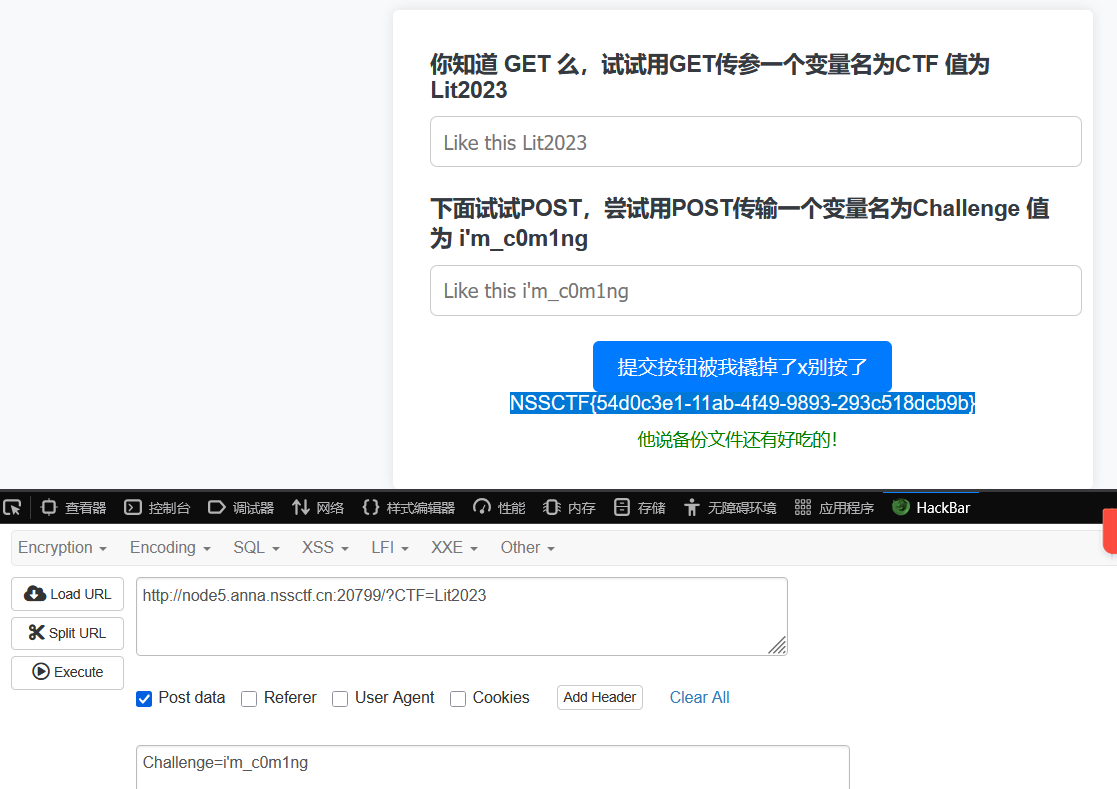 你知道 GET 么，试试用GET传参一个变量名为CTF 值为
Lit2023
Like this Lit2023
下面试试POST，尝试用POST传输一个变量名为Challenge 值
为 i'm_c0m1ng
Like this i'm_c0m1ng
提交按钮被我撬掉了x别按了
NSSCTF{54d0c3e1-11ab-4f49-9893-293c518dcb9b}
他说备份文件还有好吃的！
查看器 控制台 调试器 网络 样式编辑器 性能 内存 存储 无障碍环境 应用程序 HackBar
Encryption Encoding SQL XSS LFI XXE Other
Load URL
http://node5.anna.nssctf.cn:20799/?CTF=Lit2023
Split URL
Execute
Post data Referer User Agent Cookies Add Header Clear All
Challenge=i'm_c0m1ng